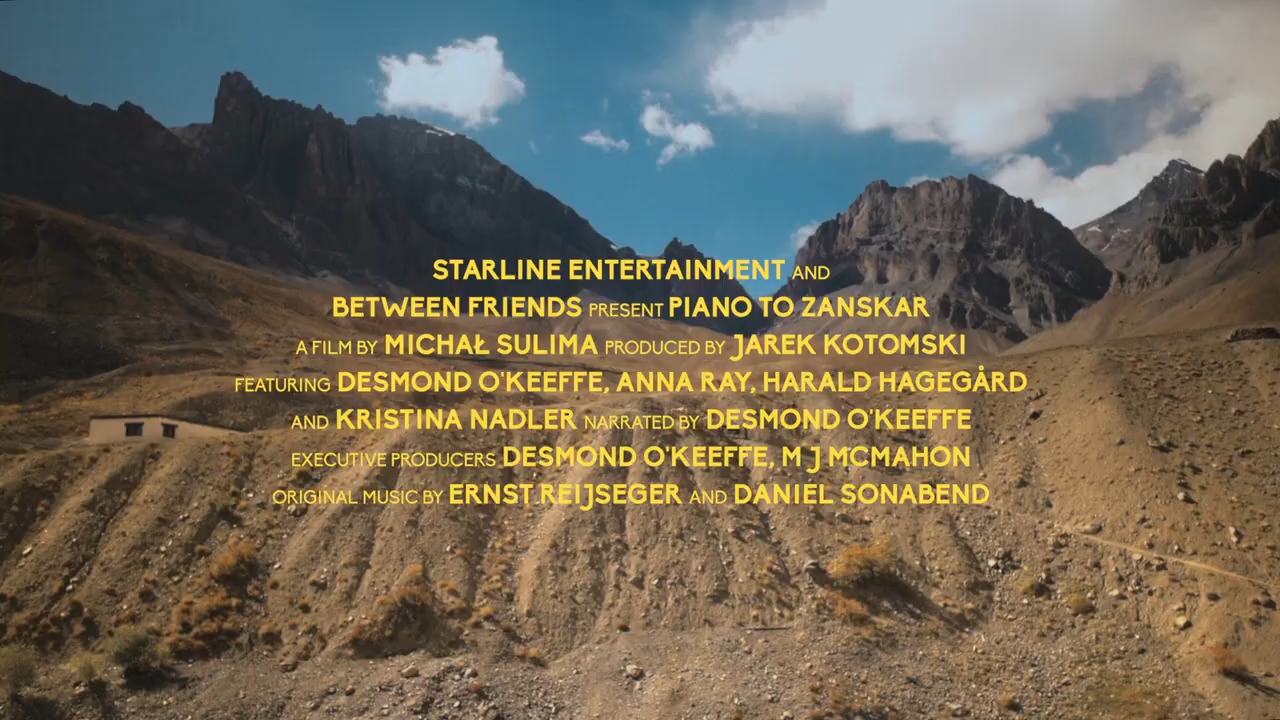 STARLINE ENTERTAINMENT AND
BETWEEN FRIENDS PRESENT PIANO TO ZANSKAR
A FILM BY MICHAŁ SULIMA PRODUCED BY JAREK KOTOMSKI
FEATURING DESMOND O'KEEFFE, ANNA RAY, HARALD HAGEGÅRD
AND KRISTINA NADLER NARRATED BY DESMOND O'KEEFFE
EXECUTIVE PRODUCERS DESMOND O'KEEFFE, M J MCMAHON
ORIGINAL MUSIC BY ERNST REIJSEGER AND DANIEL SONABEND